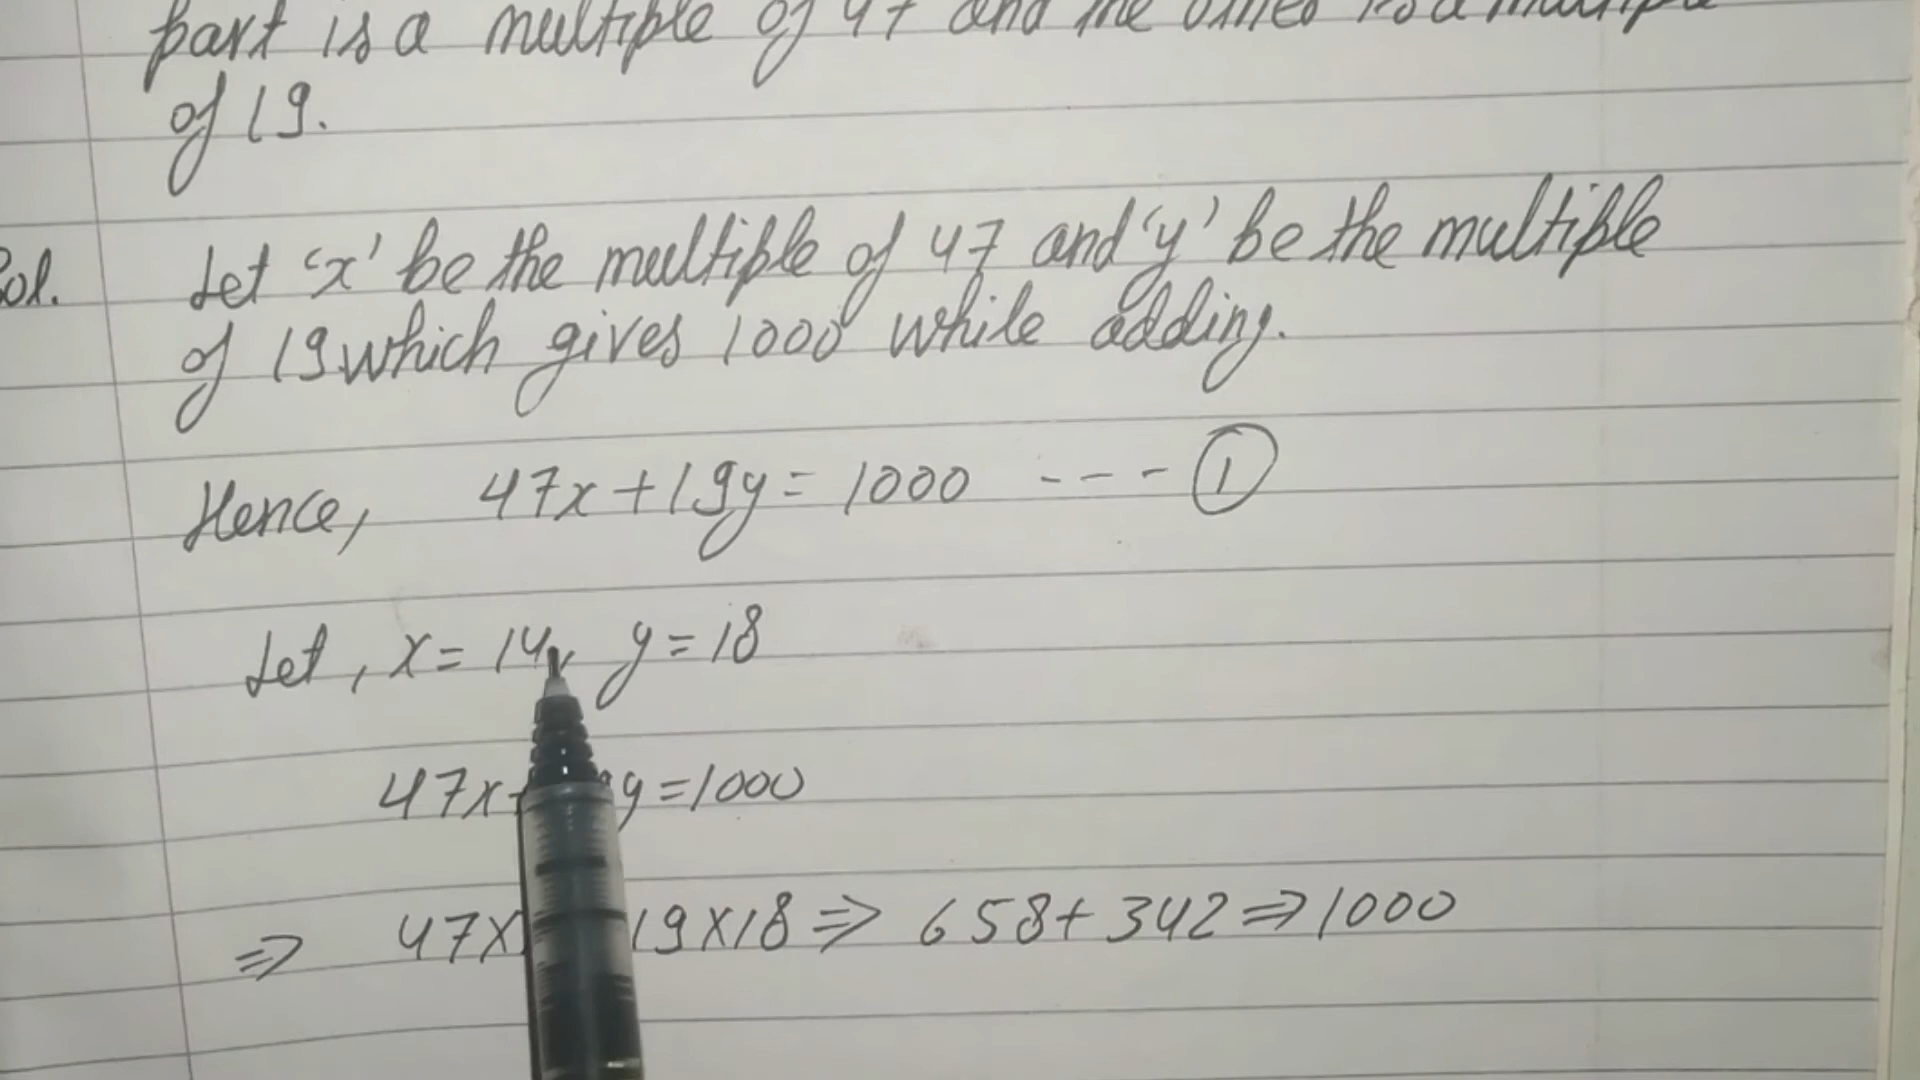 part is a multiple of 47 and the other is a multiple
of 19.
Sol. Let 'x' be the multiple of 47 and 'y' be the multiple
of 19 which gives 1000 while adding.
Hence, 47x+19y= 1000 ---- ①
Let, x= 14, y=18
47x+ y=1000
⇒ 47X 19X18⇒ 658+342⇒1000